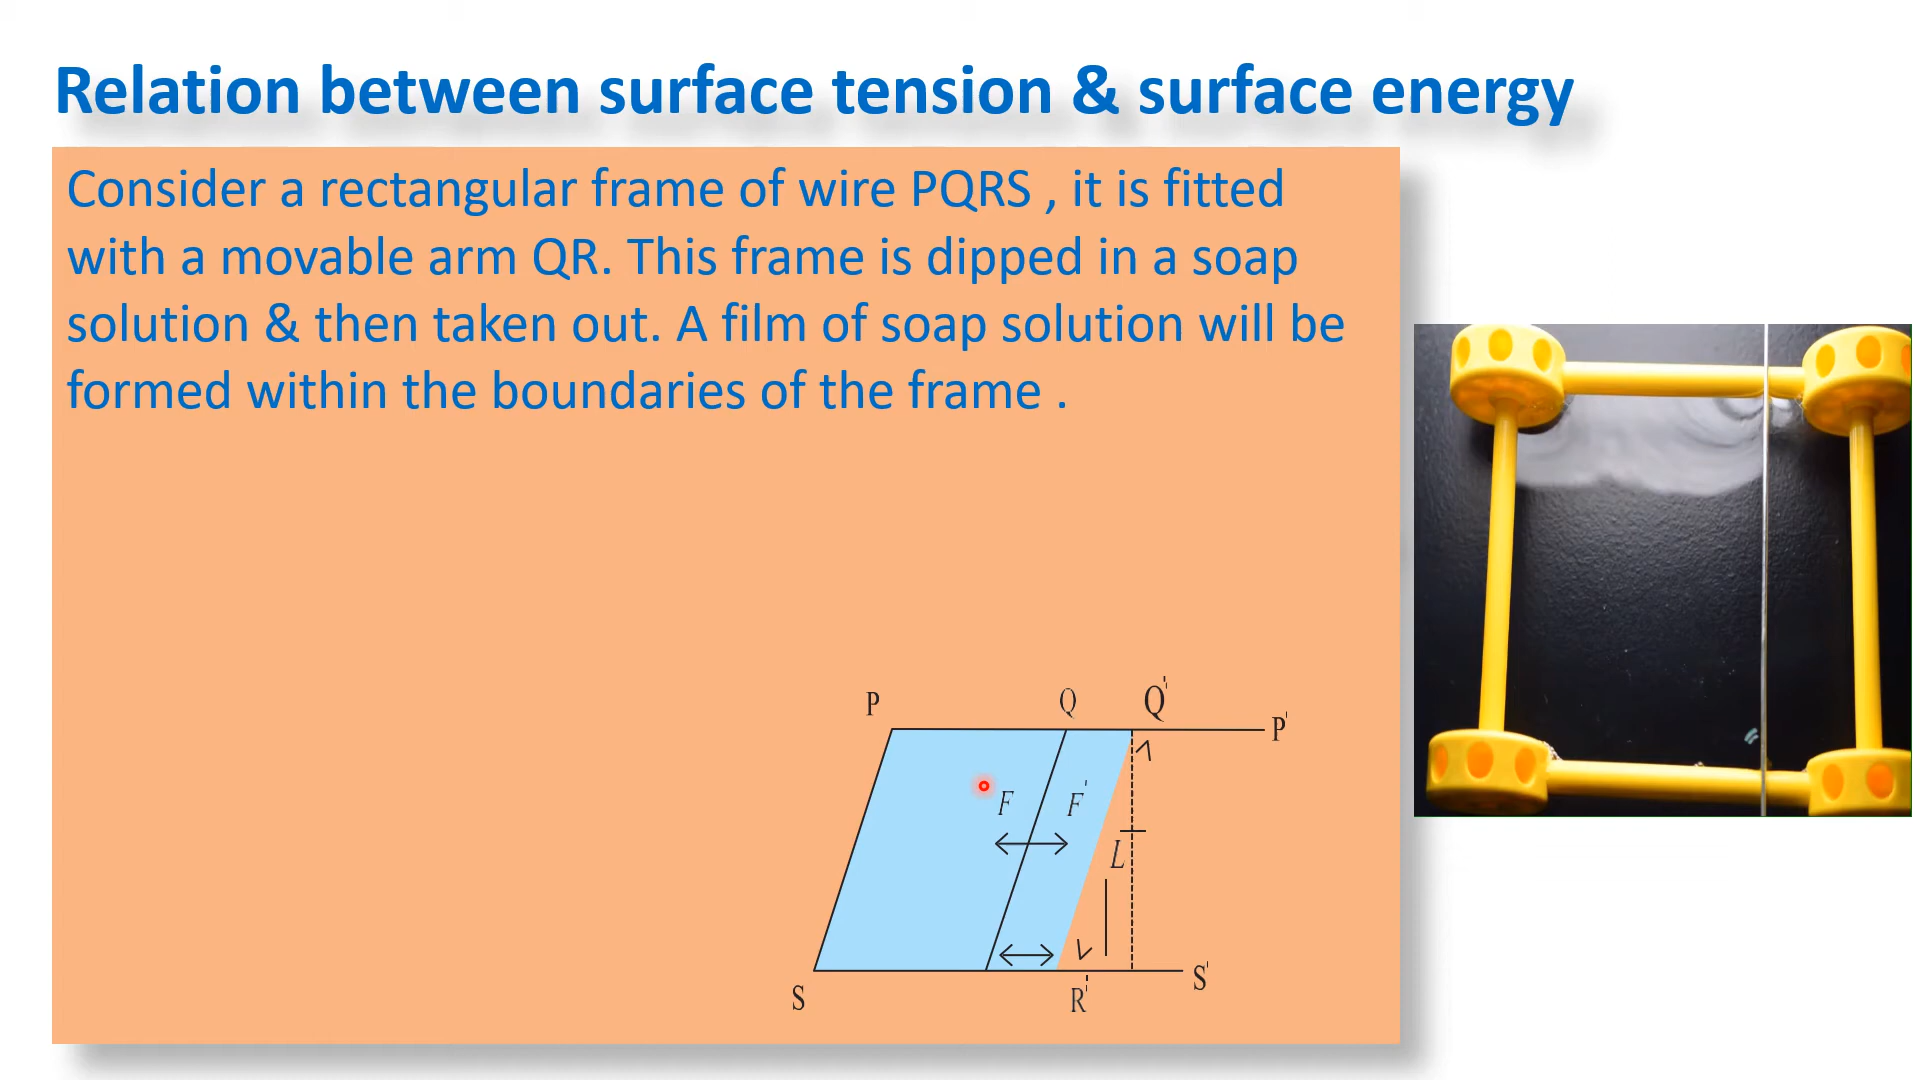 Relation between surface tension & surface energy
Consider a rectangular frame of wire PQRS , it is fitted
with a movable arm QR. This frame is dipped in a soap
solution & then taken out. A film of soap solution will be
formed within the boundaries of the frame .
P
Q
Q'
P'
F
F'
L
S
R'
S'